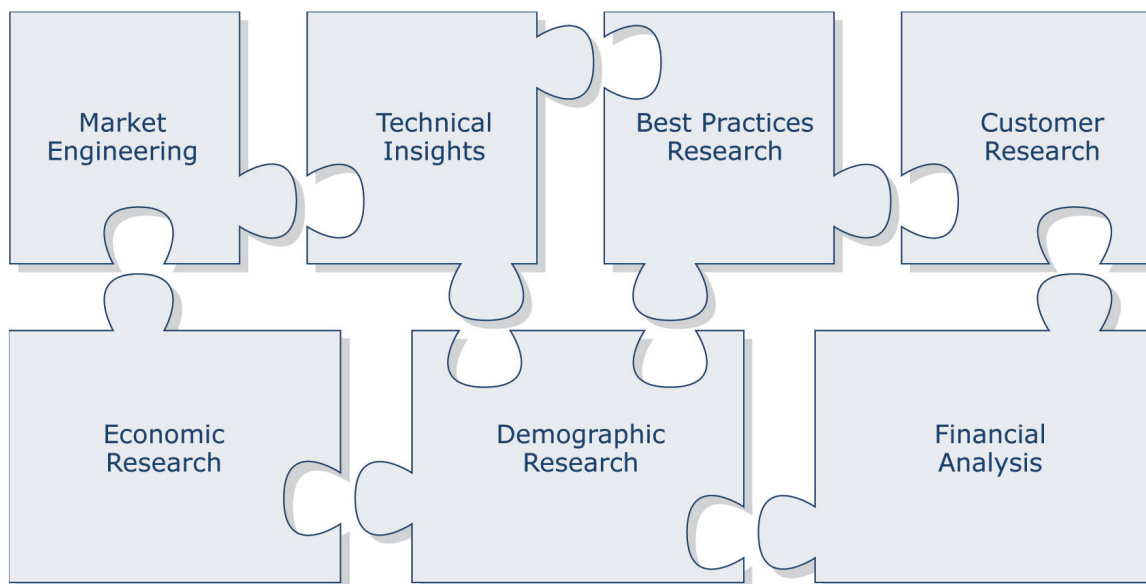 Market
Engineering
Technical
Insights
Best Practices
Research
Customer
Research
Economic
Research
Demographic
Research
Financial
Analysis